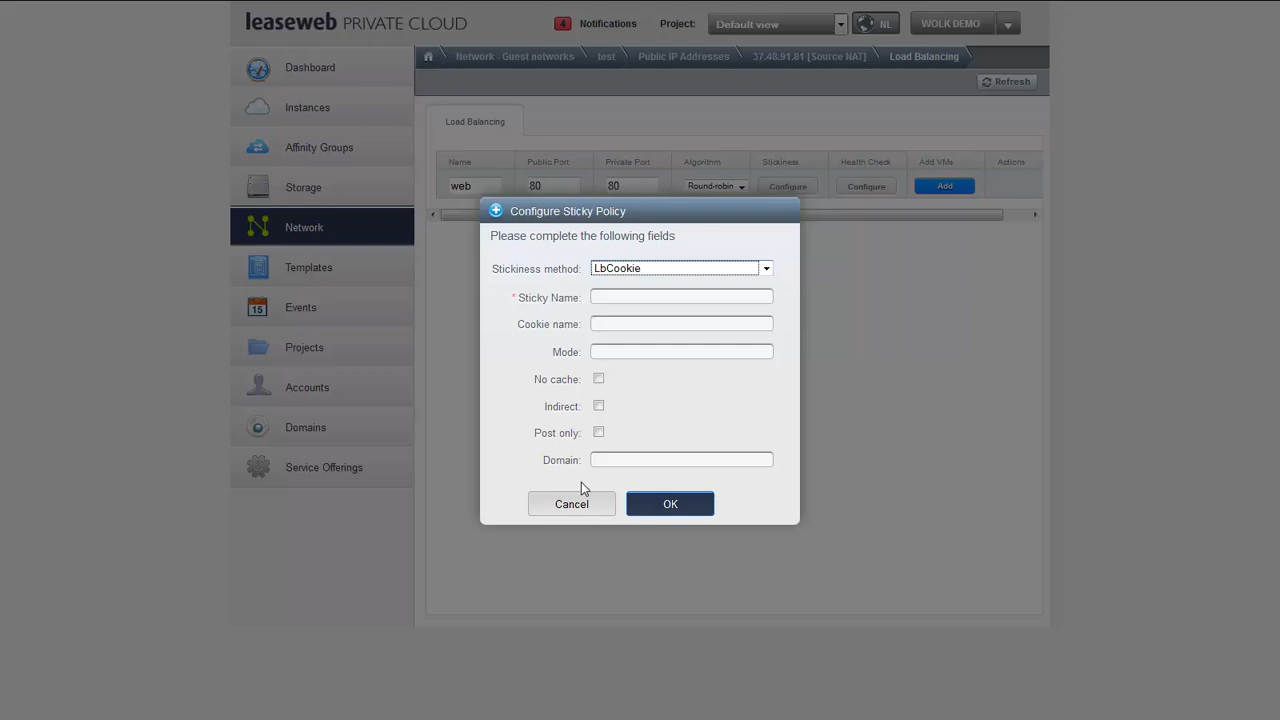 leaseweb PRIVATE CLOUD
4 Notifications Project: Default view NL WOLK DEMO
Network - Guest networks test Public IP Addresses 37.48.91.81 [Source NAT] Load Balancing
Refresh
Dashboard
Instances
Affinity Groups
Storage
Network
Templates
15 Events
Projects
Accounts
Domains
Service Offerings
Load Balancing
Name Public Port Private Port Algorithm Stickiness Health Check Add VMs Actions
web 80 80 Round-robin Configure Configure Add
Configure Sticky Policy
Please complete the following fields
Stickiness method: LbCookie
* Sticky Name:
Cookie name:
Mode:
No cache:
Indirect:
Post only:
Domain:
Cancel OK